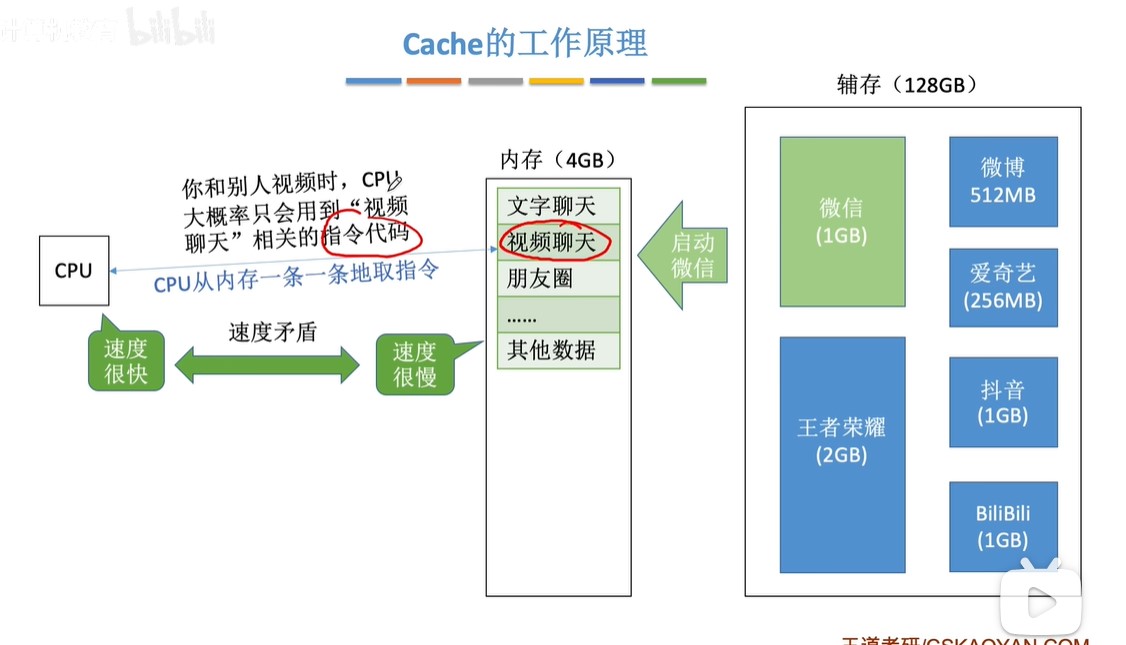 bilibili
Cache的工作原理
辅存（128GB）
内存（4GB）
你和别人视频时，CPU
大概率只会用到“视频
聊天”相关的指令代码
CPU
CPU从内存一条一条地取指令
速度
很快
速度矛盾
速度
很慢
文字聊天
视频聊天
朋友圈
……
其他数据
启动
微信
微信
(1GB)
王者荣耀
(2GB)
微博
512MB
爱奇艺
(256MB)
抖音
(1GB)
BiliBili
(1GB)
王道考研/CSKAOYAN.COM